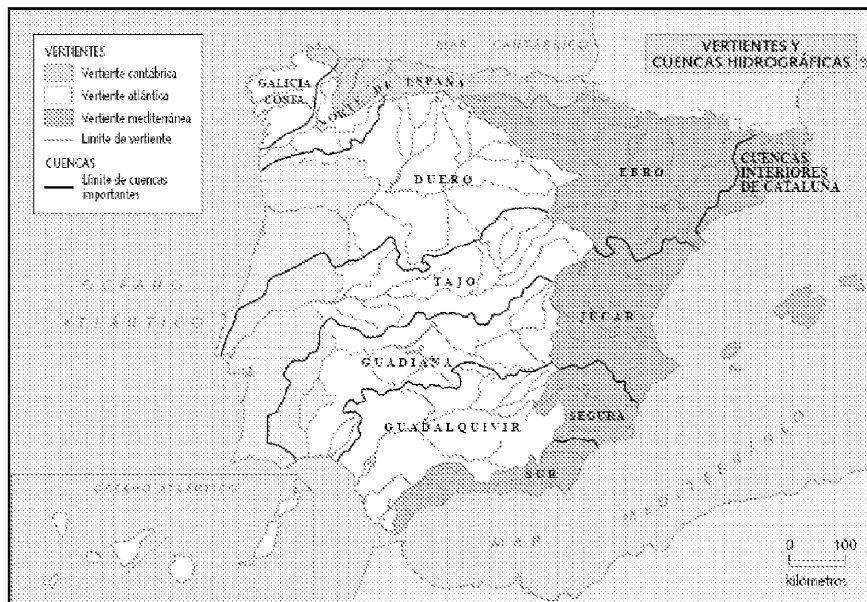 VERTIENTES Y
CUENCAS HIDROGRÁFICAS
VERTIENTES
Vertiente cantábrica
Vertiente atlántica
Vertiente mediterránea
Límite de vertiente
CUENCAS
Límite de cuencas
importantes
MAR CANTÁBRICO
GALICIA
COSTA
NORTE DE ESPAÑA
DUERO
EBRO
CUENCAS
INTERIORES
DE CATALUÑA
TAJO
OCÉANO
ATLÁNTICO
JÚCAR
GUADIANA
SEGURA
GUADALQUIVIR
SUR
OCÉANO ATLÁNTICO
MAR MEDITERRÁNEO
0 100
kilómetros